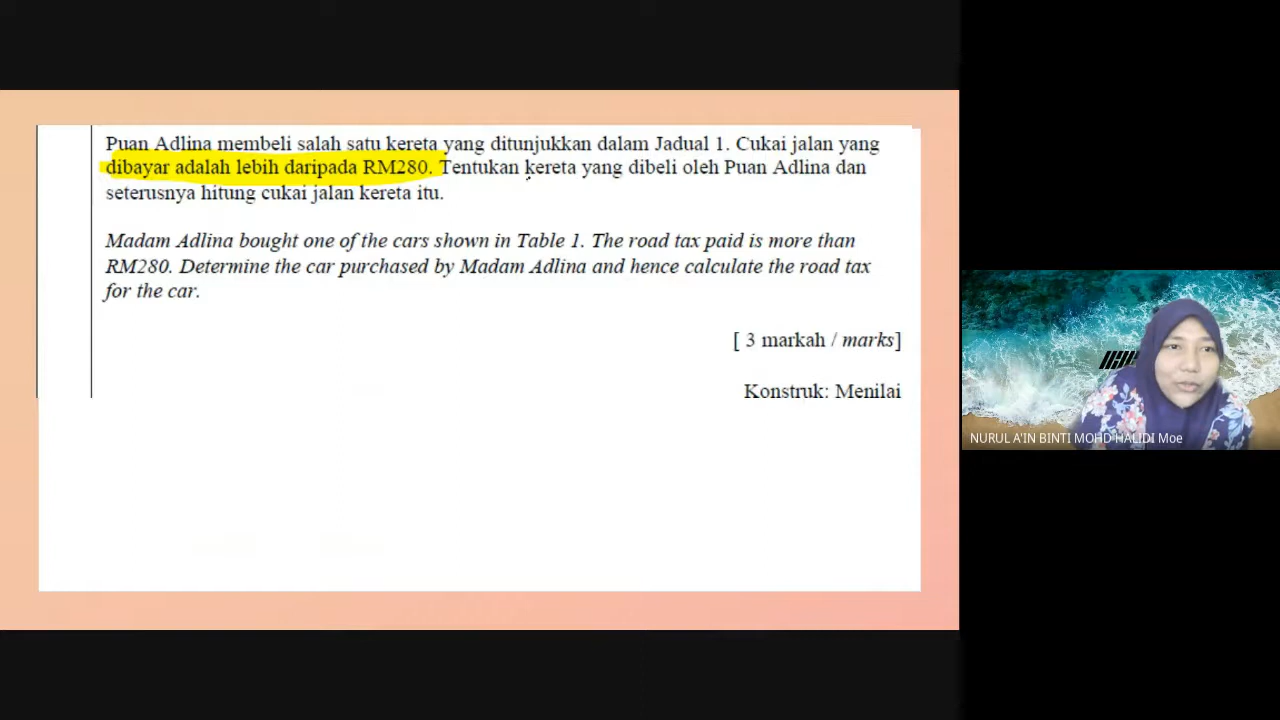 Puan Adlina membeli salah satu kereta yang ditunjukkan dalam Jadual 1. Cukai jalan yang
dibayar adalah lebih daripada RM280. Tentukan kereta yang dibeli oleh Puan Adlina dan
seterusnya hitung cukai jalan kereta itu.
Madam Adlina bought one of the cars shown in Table 1. The road tax paid is more than
RM280. Determine the car purchased by Madam Adlina and hence calculate the road tax
for the car.
[ 3 markah / marks]
Konstruk: Menilai
NURUL A'IN BINTI MOHD HALIDI Moe